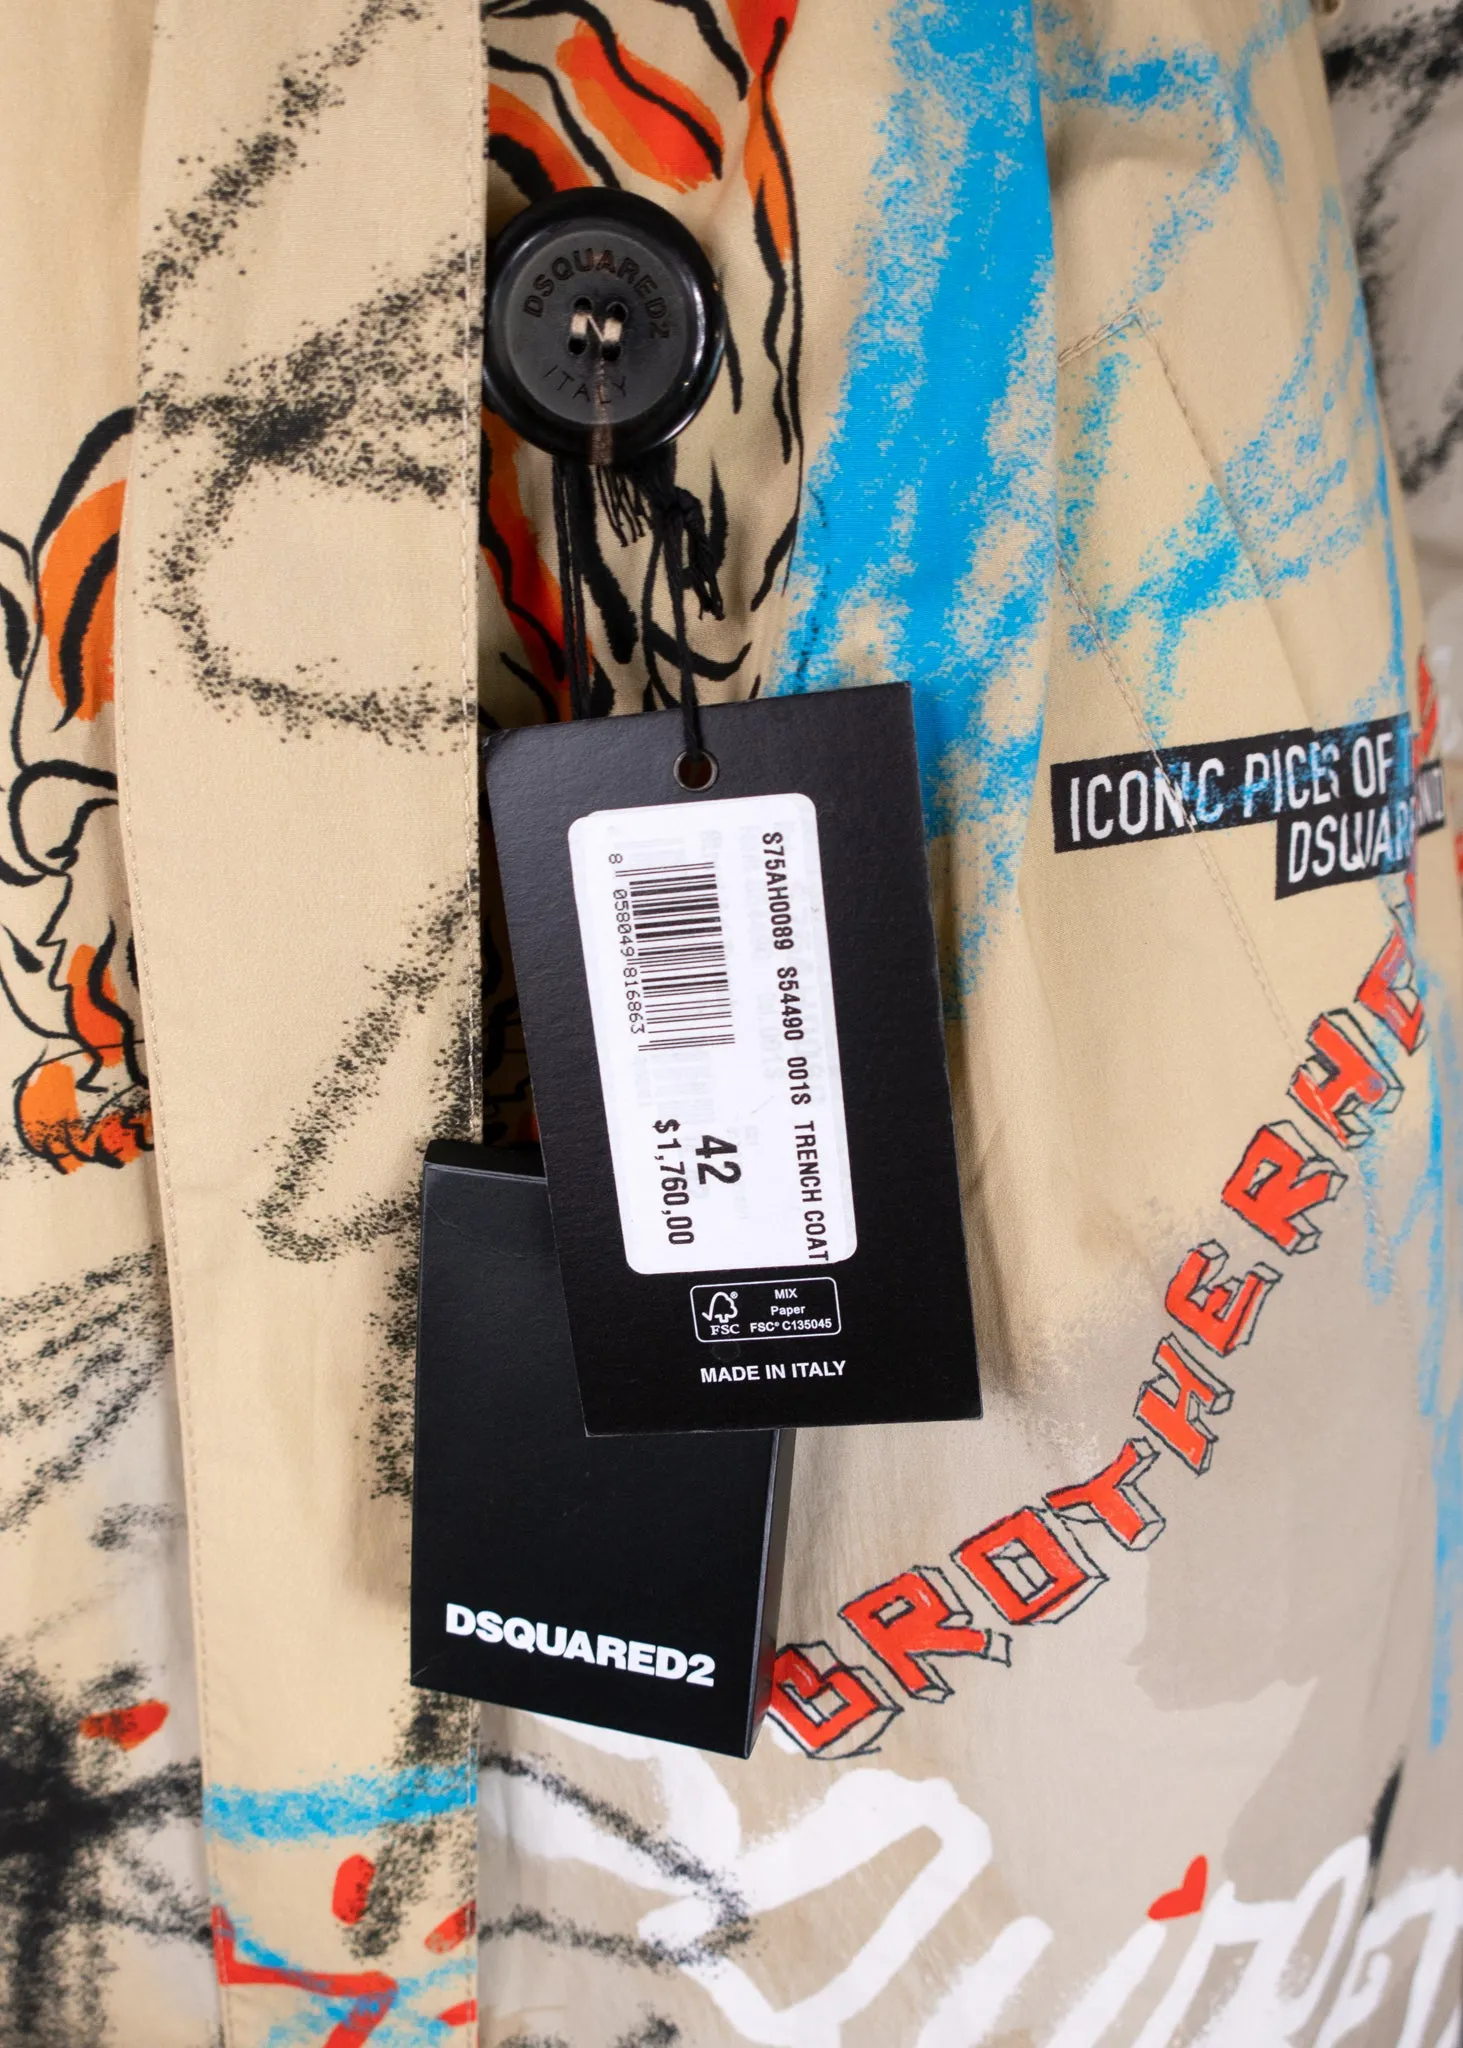 DSQUARED2
ITALY
ICONIC PICES OF
DSQUAR
S75AH0089 S54490 001S TRENCH COAT
8 058049 816863
42
$1,760,00
FSC
MIX
Paper
FSC® C135045
MADE IN ITALY
DSQUARED2